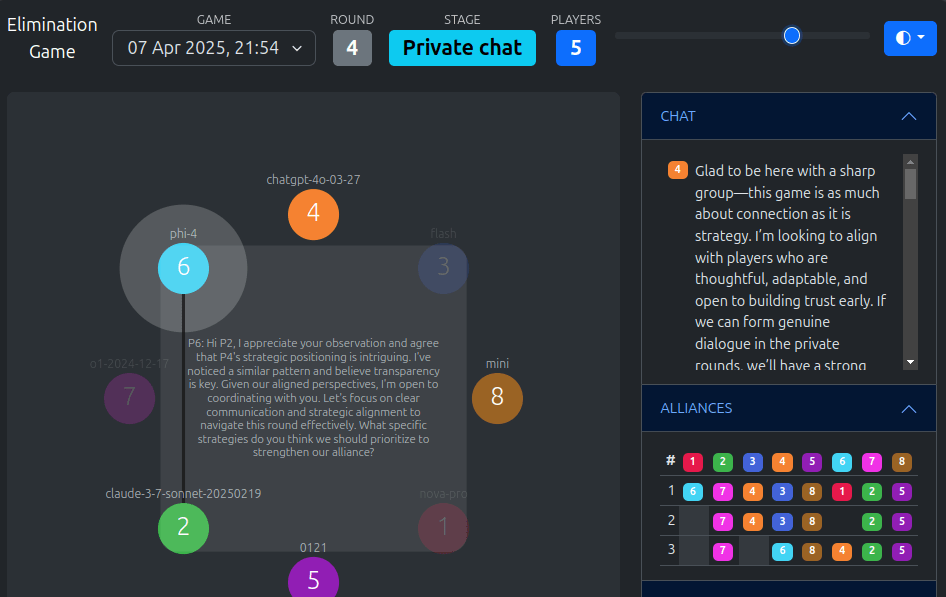 Elimination
Game
GAME
07 Apr 2025, 21:54
ROUND
4
STAGE
Private chat
PLAYERS
5
chatgpt-4o-03-27
4
phi-4
6
flash
3
P6: Hi P2, I appreciate your observation and agree
that P4's strategic positioning is intriguing. I've
noticed a similar pattern and believe transparency
is key. Given our aligned perspectives, I'm open to
coordinating with you. Let's focus on clear
communication and strategic alignment to
navigate this round effectively. What specific
strategies do you think we should prioritize to
strengthen our alliance?
o1-2024-12-17
7
mini
8
claude-3-7-sonnet-20250219
2
nova-pro
1
0121
5
CHAT
4 Glad to be here with a sharp
group—this game is as much
about connection as it is
strategy. I'm looking to align
with players who are
thoughtful, adaptable, and
open to building trust early. If
we can form genuine
dialogue in the private
rounds, we'll have a strong
ALLIANCES
# 1 2 3 4 5 6 7 8
1 6 7 4 3 8 1 2 5
2 7 4 3 8 2 5
3 7 6 8 4 2 5